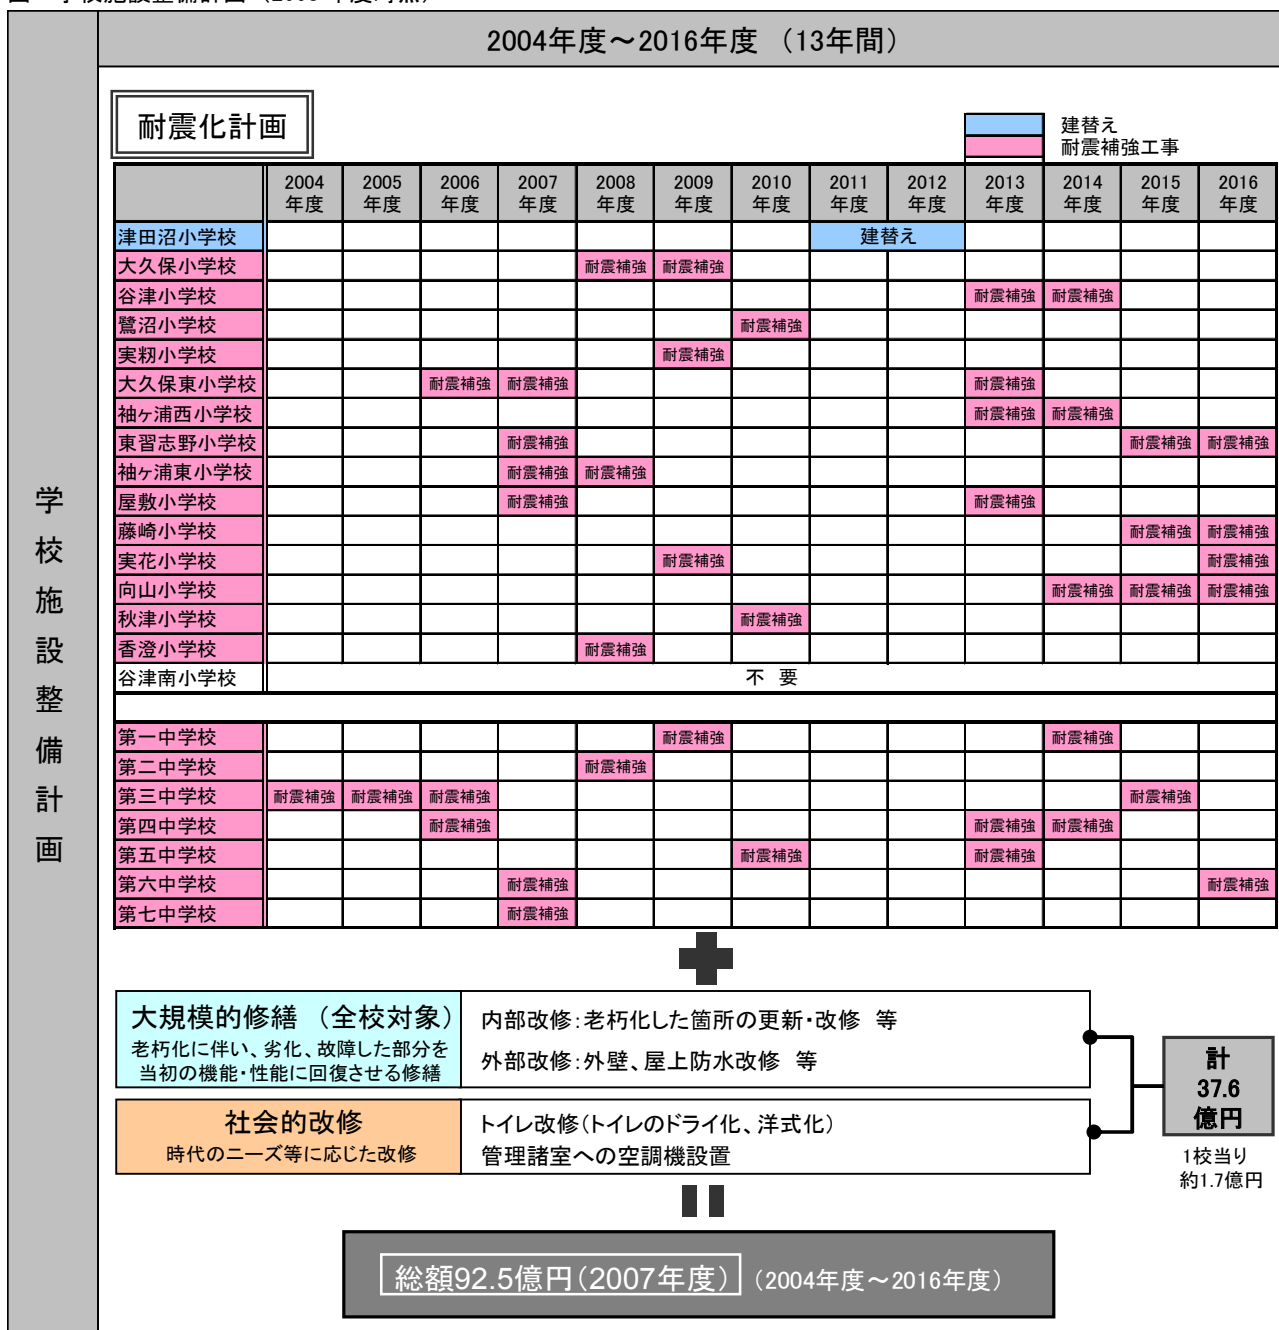 2004年度～2016年度 （13年間）
耐震化計画
建替え
耐震補強工事
2004年度 2005年度 2006年度 2007年度 2008年度 2009年度 2010年度 2011年度 2012年度 2013年度 2014年度 2015年度 2016年度
津田沼小学校 建替え
大久保小学校 耐震補強 耐震補強
谷津小学校 耐震補強 耐震補強
鷺沼小学校 耐震補強
実籾小学校 耐震補強
大久保東小学校 耐震補強 耐震補強 耐震補強
袖ヶ浦西小学校 耐震補強 耐震補強
東習志野小学校 耐震補強 耐震補強 耐震補強
袖ヶ浦東小学校 耐震補強 耐震補強
屋敷小学校 耐震補強 耐震補強
藤崎小学校 耐震補強 耐震補強
実花小学校 耐震補強 耐震補強
向山小学校 耐震補強 耐震補強 耐震補強
秋津小学校 耐震補強
香澄小学校 耐震補強
谷津南小学校 不 要
第一中学校 耐震補強 耐震補強
第二中学校 耐震補強
第三中学校 耐震補強 耐震補強 耐震補強 耐震補強
第四中学校 耐震補強 耐震補強 耐震補強
第五中学校 耐震補強 耐震補強
第六中学校 耐震補強 耐震補強
第七中学校 耐震補強
学校施設整備計画
大規模的修繕 （全校対象）
老朽化に伴い、劣化、故障した部分を
当初の機能・性能に回復させる修繕
内部改修：老朽化した箇所の更新・改修 等
外部改修：外壁、屋上防水改修 等
社会的改修
時代のニーズ等に応じた改修
トイレ改修（トイレのドライ化、洋式化）
管理諸室への空調機設置
計
37.6
億円
1校当り
約1.7億円
総額92.5億円（2007年度） （2004年度～2016年度）